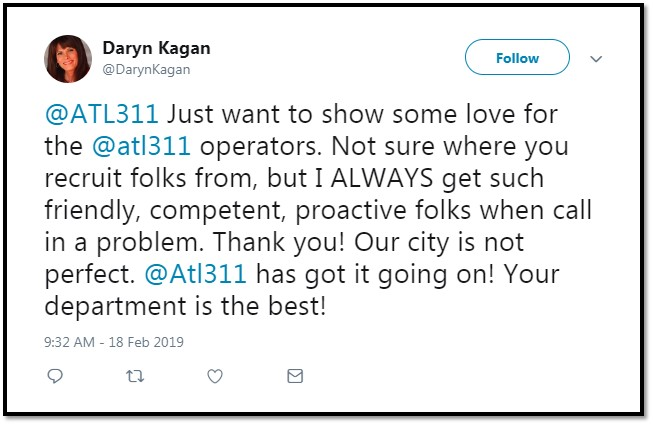 Daryn Kagan
@DarynKagan
Follow
@ATL311 Just want to show some love for
the @atl311 operators. Not sure where you
recruit folks from, but I ALWAYS get such
friendly, competent, proactive folks when call
in a problem. Thank you! Our city is not
perfect. @Atl311 has got it going on! Your
department is the best!
9:32 AM - 18 Feb 2019